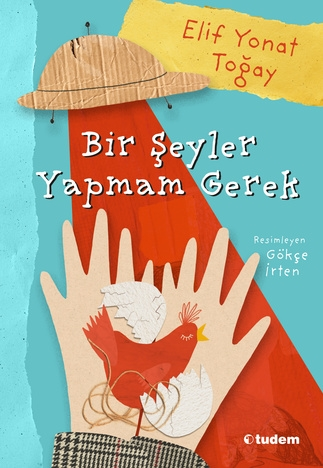 Elif Yonat
Toğay
Bir Şeyler
Yapmam Gerek
Resimleyen
Gökçe
İrten
tudem